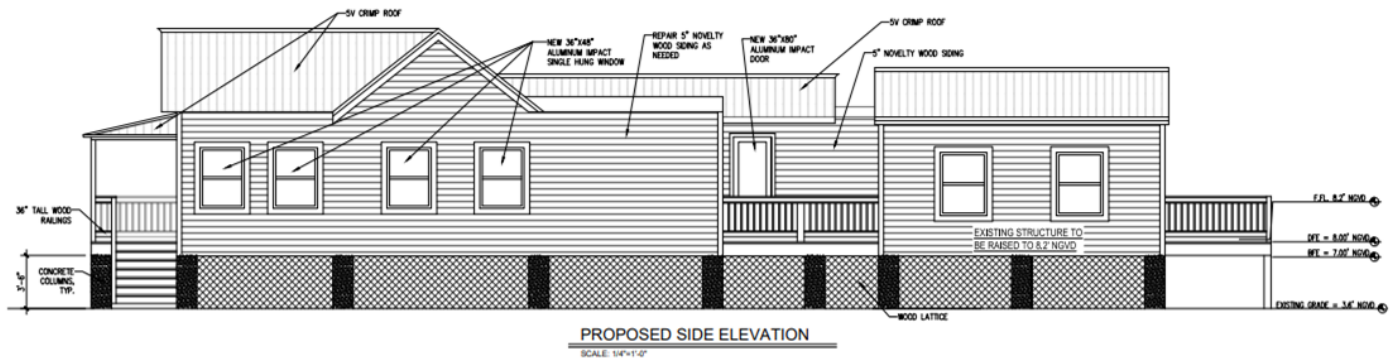 5V CRIMP ROOF
NEW 36"X48"
ALUMINUM IMPACT
SINGLE HUNG WINDOW
REPAIR 5" NOVELTY
WOOD SIDING AS
NEEDED
NEW 36"X80"
ALUMINUM IMPACT
DOOR
5V CRIMP ROOF
5" NOVELTY WOOD SIDING
36" TALL WOOD
RAILINGS
CONCRETE
COLUMNS,
TYP.
3'-6"
EXISTING STRUCTURE TO
BE RAISED TO 8.2' NGVD
F.FL. 8.2' NGVD
DFE = 8.00' NGVD
BFE = 7.00' NGVD
EXISTING GRADE = 3.6' NGVD
WOOD LATTICE
PROPOSED SIDE ELEVATION
SCALE: 1/4"=1'-0"